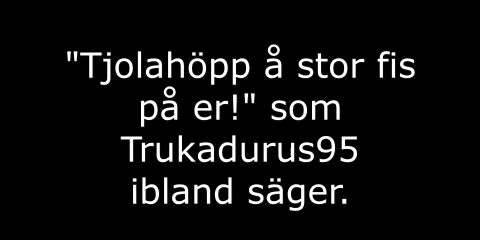 "Tjolahöpp å stor fis
på er!" som
Trukadurus95
ibland säger.